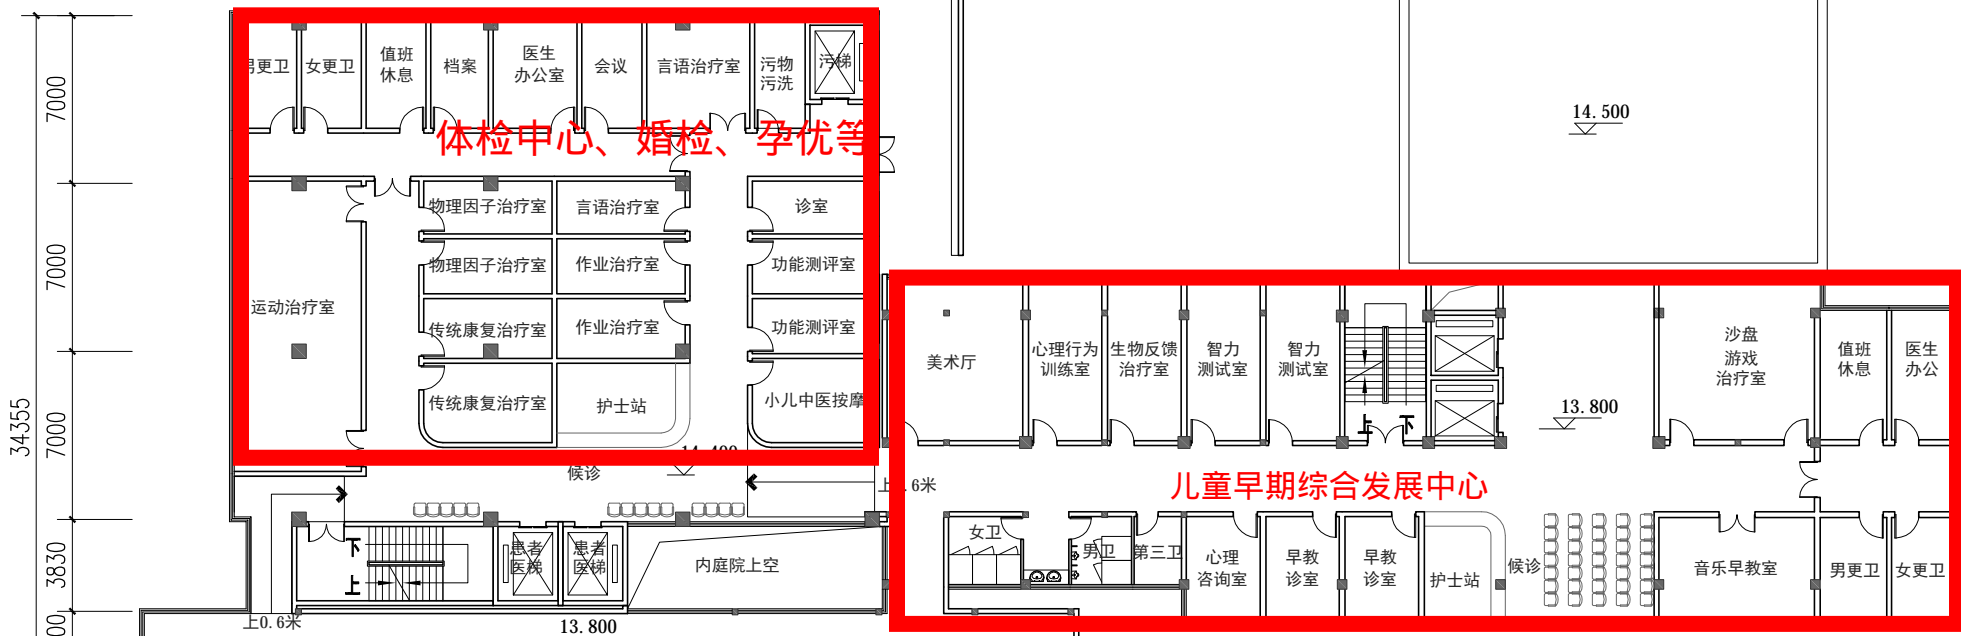 男更卫
女更卫
值班
休息
档案
医生
办公室
会议
言语治疗室
污物
污洗
污梯
体检中心、婚检、孕优等
14.500
7000
7000
7000
3830
34355
物理因子治疗室
言语治疗室
诊室
物理因子治疗室
作业治疗室
功能测评室
运动治疗室
传统康复治疗室
作业治疗室
功能测评室
传统康复治疗室
护士站
小儿中医按摩
候诊
上0.6米
下
上
患者
医梯
患者
医梯
内庭院上空
上0.6米
13.800
美术厅
心理行为
训练室
生物反馈
治疗室
智力
测试室
智力
测试室
上
下
13.800
沙盘
游戏
治疗室
值班
休息
医生
办公
儿童早期综合发展中心
女卫
男卫
第三卫
心理
咨询室
早教
诊室
早教
诊室
护士站
候诊
音乐早教室
男更卫
女更卫